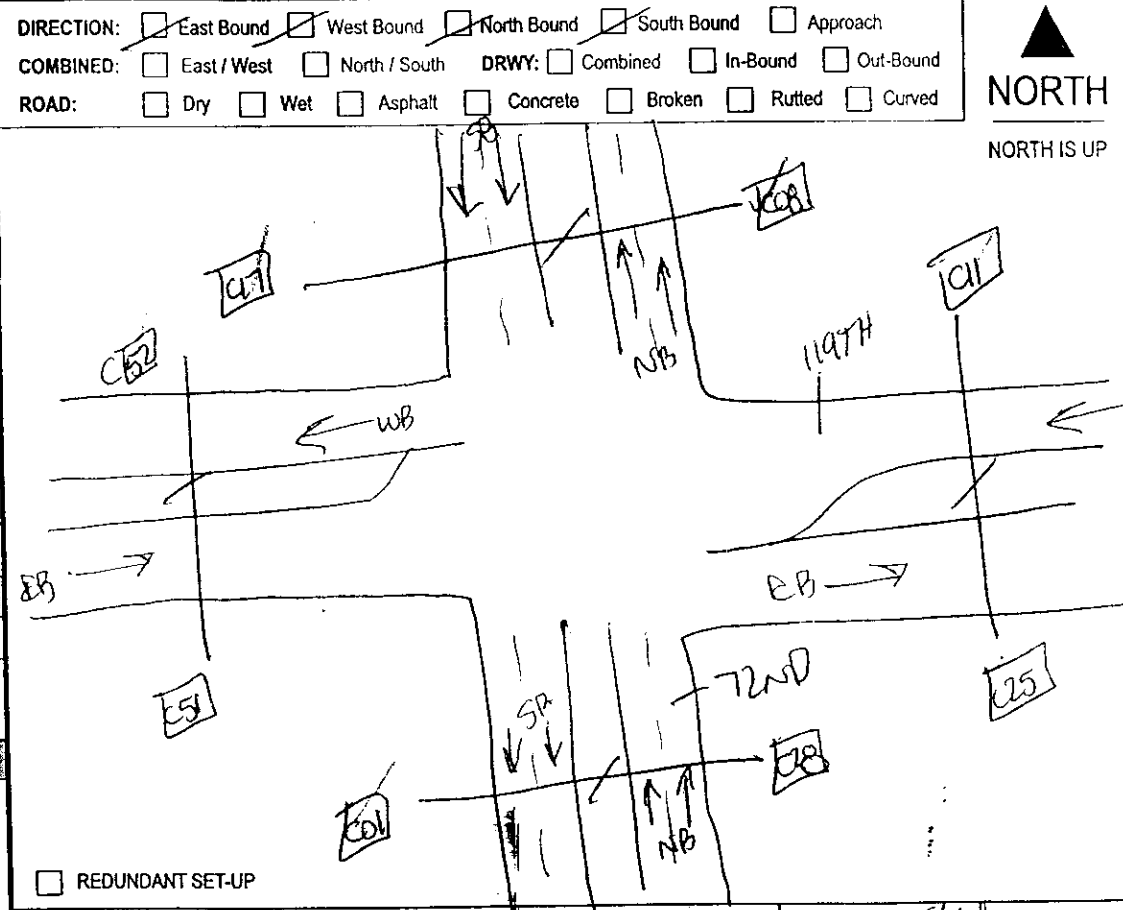 DIRECTION: East Bound West Bound North Bound South Bound Approach
COMBINED: East / West North / South DRWY: Combined In-Bound Out-Bound
ROAD: Dry Wet Asphalt Concrete Broken Rutted Curved
NORTH
NORTH IS UP
SB
C08
C17
C11
C52
NB
119TH
WB
EB
EB
C51
72ND
C25
SB
C28
C01
NB
REDUNDANT SET-UP